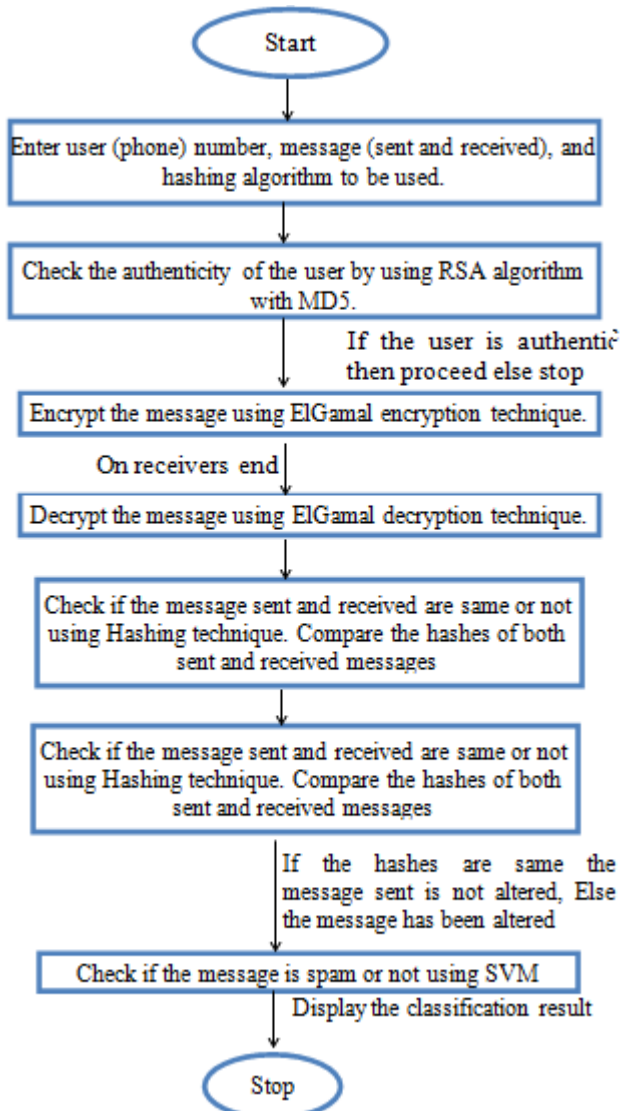 Start
Enter user (phone) number, message (sent and received), and
hashing algorithm to be used.
Check the authenticity of the user by using RSA algorithm
with MD5.
If the user is authentic
then proceed else stop
Encrypt the message using ElGamal encryption technique.
On receivers end
Decrypt the message using ElGamal decryption technique.
Check if the message sent and received are same or not
using Hashing technique. Compare the hashes of both
sent and received messages
Check if the message sent and received are same or not
using Hashing technique. Compare the hashes of both
sent and received messages
If the hashes are same the
message sent is not altered, Else
the message has been altered
Check if the message is spam or not using SVM
Display the classification result
Stop